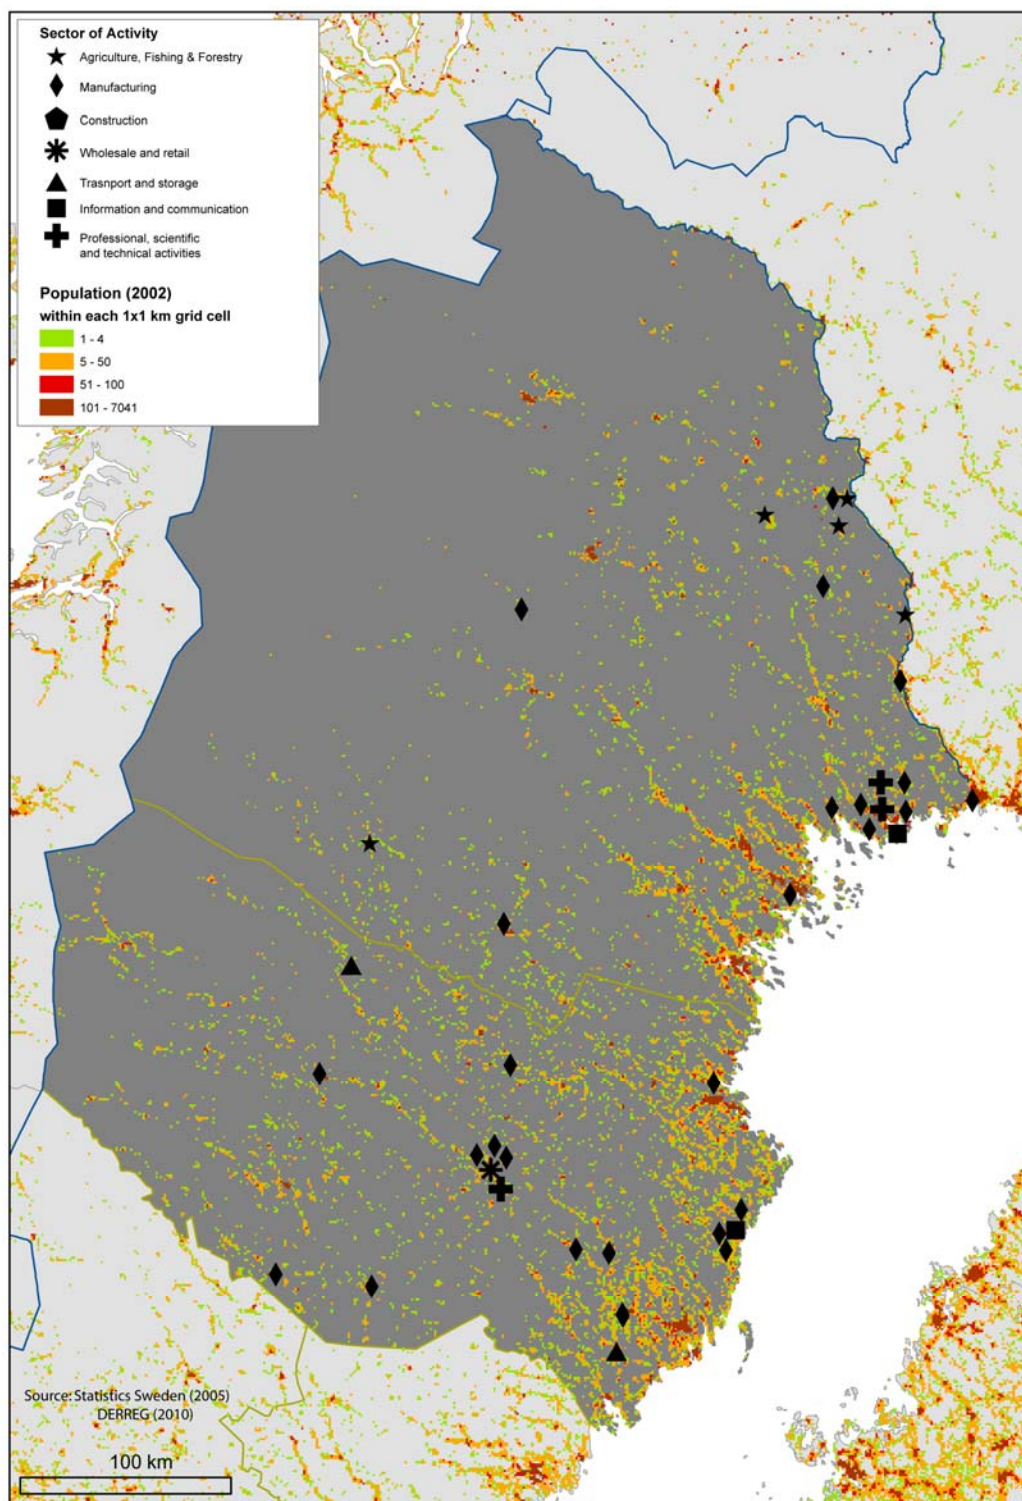 Sector of Activity
Agriculture, Fishing & Forestry
Manufacturing
Construction
Wholesale and retail
Trasnport and storage
Information and communication
Professional, scientific
and technical activities
Population (2002)
within each 1x1 km grid cell
1 - 4
5 - 50
51 - 100
101 - 7041
Source: Statistics Sweden (2005)
DERREG (2010)
100 km